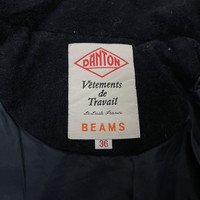 DANTON
Vêtements
de
Travail
BEAMS
36